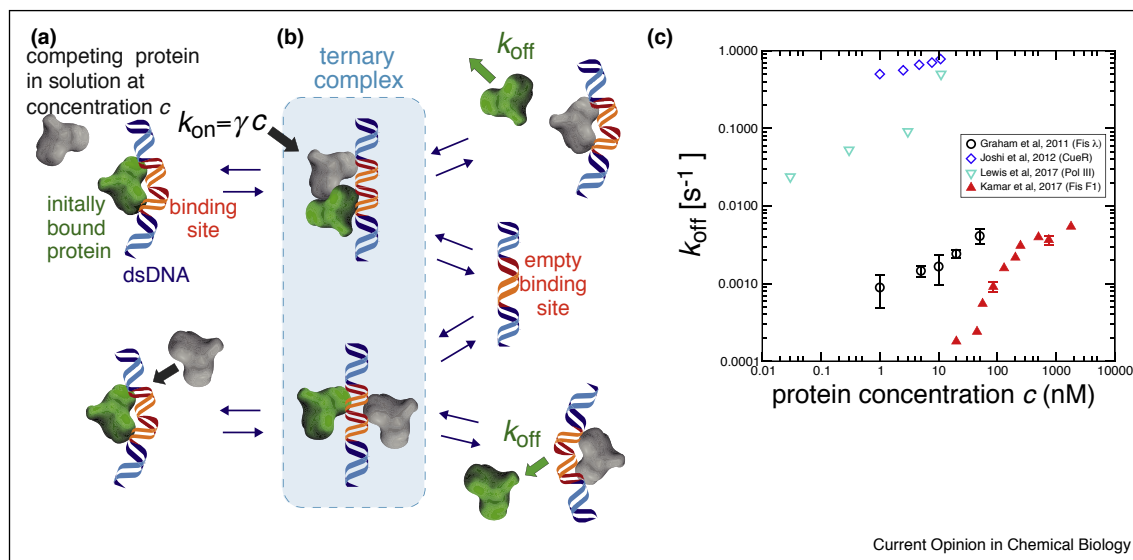 (a)
competing protein
in solution at
concentration c
initally
bound
protein
binding
site
dsDNA
(b)
ternary
complex
kon=γ c
koff
empty
binding
site
koff
(c)
koff [s-1]
1.0000
0.1000
0.0100
0.0010
0.0001
Graham et al, 2011 (Fis λ)
Joshi et al, 2012 (CueR)
Lewis et al, 2017 (Pol III)
Kamar et al, 2017 (Fis F1)
0.01 0.1 1 10 100 1000 10000
protein concentration c (nM)
Current Opinion in Chemical Biology